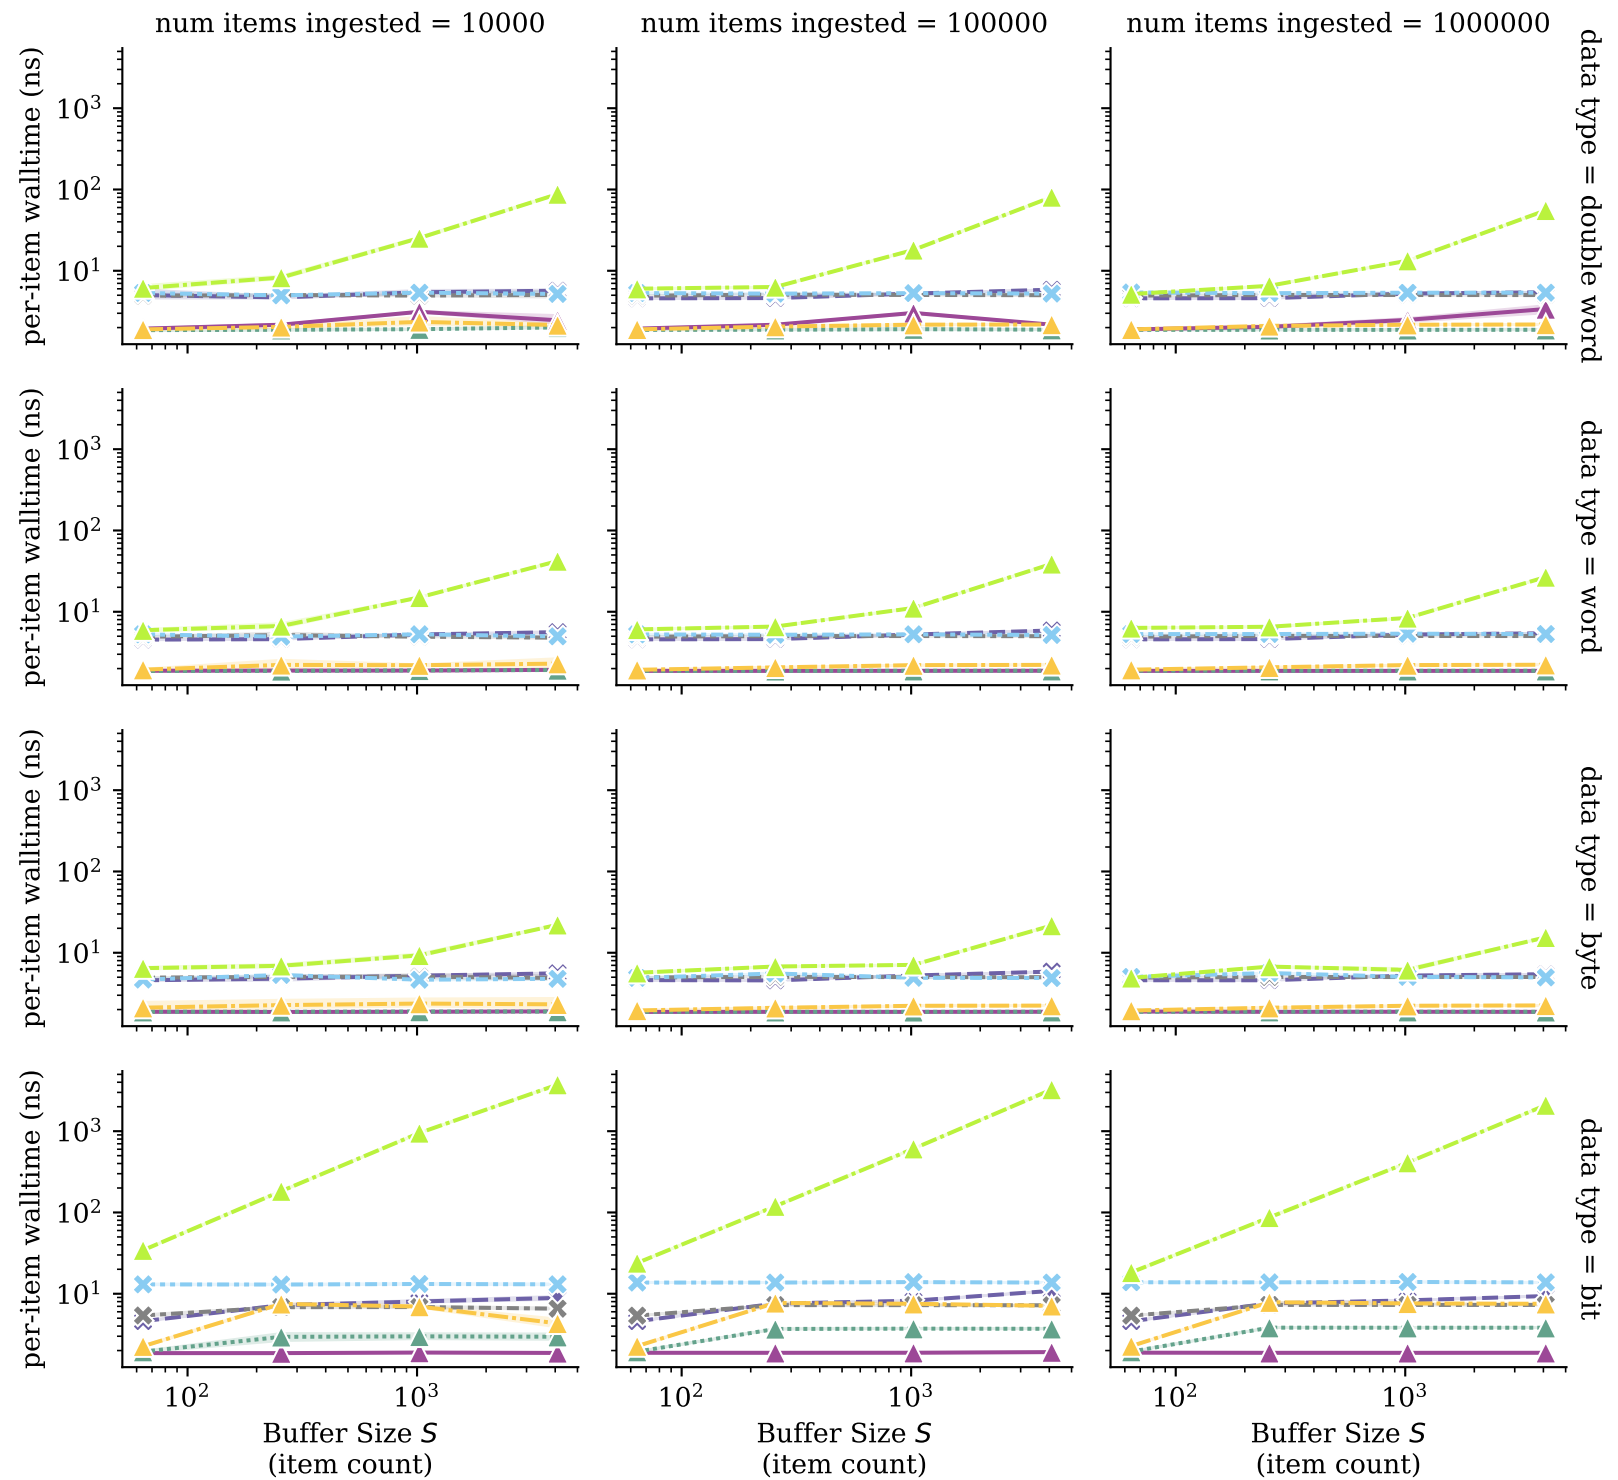 num items ingested = 10000
num items ingested = 100000
num items ingested = 1000000
per-item walltime (ns)
10³
10²
10¹
data type = double word
per-item walltime (ns)
10³
10²
10¹
data type = word
per-item walltime (ns)
10³
10²
10¹
data type = byte
per-item walltime (ns)
10³
10²
10¹
data type = bit
10² 10³
10² 10³
10² 10³
Buffer Size S
(item count)
Buffer Size S
(item count)
Buffer Size S
(item count)